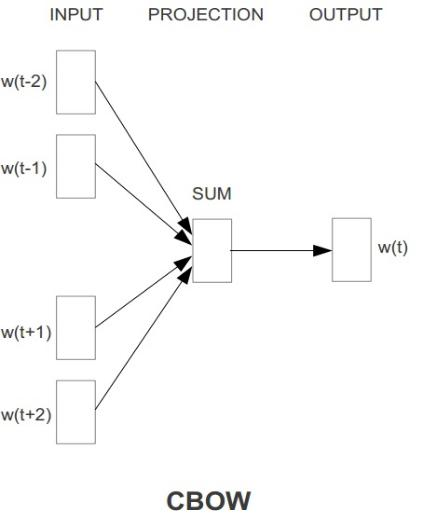 INPUT PROJECTION OUTPUT
w(t-2)
w(t-1)
SUM
w(t)
w(t+1)
w(t+2)
CBOW